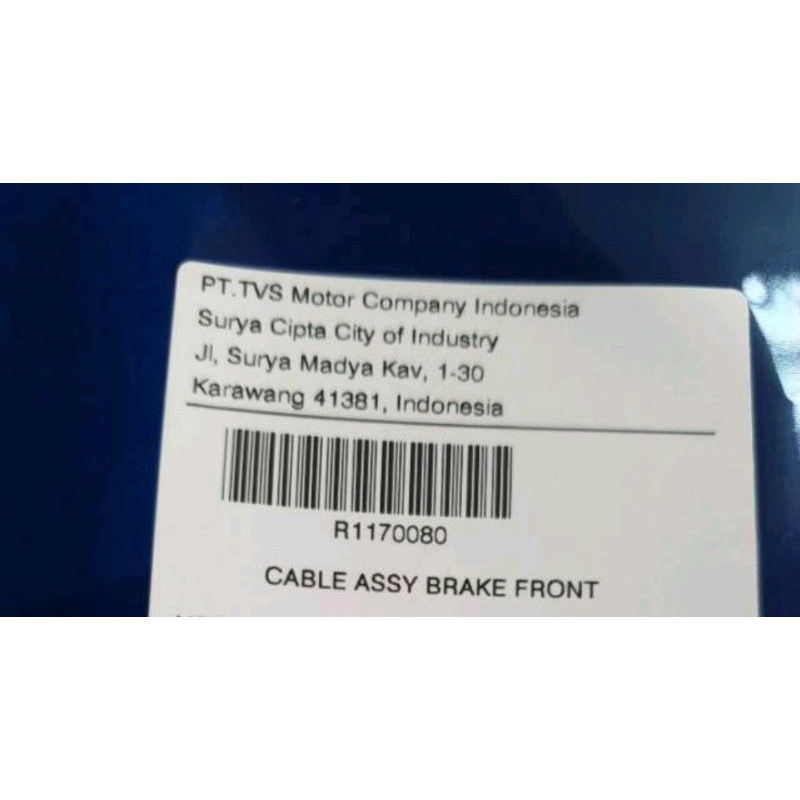 PT.TVS Motor Company Indonesia
Surya Cipta City of Industry
Jl, Surya Madya Kav, 1-30
Karawang 41381, Indonesia
R1170080
CABLE ASSY BRAKE FRONT